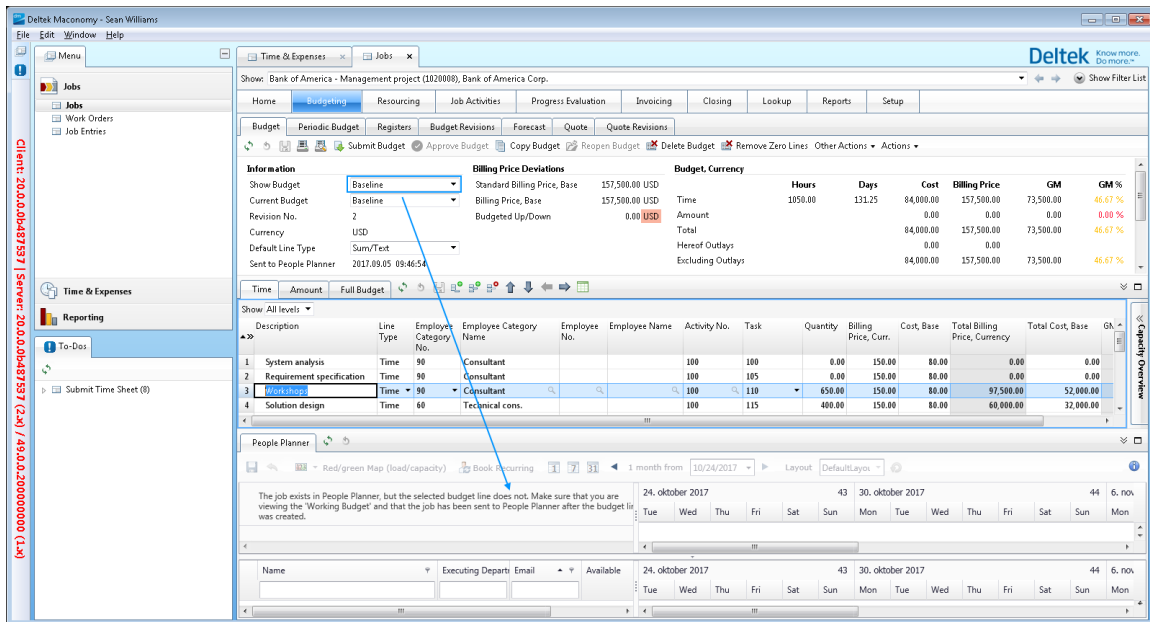 Deltek Maconomy - Sean Williams
File Edit Window Help
Menu
Jobs
Jobs
Work Orders
Job Entries
Time & Expenses
Reporting
To-Dos
Submit Time Sheet (8)
Client: 20.0.0.0b487537 | Server: 20.0.0.0b487537 (2.x) / 49.0.0.200000000 (1.x)
Time & Expenses
Jobs
Deltek Know more. Do more.™
Show: Bank of America - Management project (1020008), Bank of America Corp.
Show Filter List
Home Budgeting Resourcing Job Activities Progress Evaluation Invoicing Closing Lookup Reports Setup
Budget Periodic Budget Registers Budget Revisions Forecast Quote Quote Revisions
Submit Budget Approve Budget Copy Budget Reopen Budget Delete Budget Remove Zero Lines Other Actions Actions
Information
Show Budget Baseline
Current Budget Baseline
Revision No. 2
Currency USD
Default Line Type Sum/Text
Sent to People Planner 2017.09.05 09:46:54
Billing Price Deviations
Standard Billing Price, Base 157,500.00 USD
Billing Price, Base 157,500.00 USD
Budgeted Up/Down 0.00 USD
Budget, Currency
Hours Days Cost Billing Price GM GM %
Time 1050.00 131.25 84,000.00 157,500.00 73,500.00 46.67 %
Amount 0.00 0.00 0.00 0.00 %
Total 84,000.00 157,500.00 73,500.00 46.67 %
Hereof Outlays 0.00 0.00
Excluding Outlays 84,000.00 157,500.00 73,500.00 46.67 %
Time Amount Full Budget
Show All levels
Description Line Type Employee Category No. Employee Category Name Employee No. Employee Name Activity No. Task Quantity Billing Price, Curr. Cost, Base Total Billing Price, Currency Total Cost, Base GM
1 System analysis Time 90 Consultant 100 100 0.00 150.00 80.00 0.00 0.00
2 Requirement specification Time 90 Consultant 100 105 0.00 150.00 80.00 0.00 0.00
3 Workshops Time 90 Consultant 100 110 650.00 150.00 80.00 97,500.00 52,000.00
4 Solution design Time 60 Technical cons. 100 115 400.00 150.00 80.00 60,000.00 32,000.00
Capacity Overview
People Planner
Red/green Map (load/capacity) Book Recurring 1 7 31 1 month from 10/24/2017 Layout DefaultLayou
The job exists in People Planner, but the selected budget line does not. Make sure that you are
viewing the 'Working Budget' and that the job has been sent to People Planner after the budget lin
was created.
24. oktober 2017 43 30. oktober 2017 44 6. nov
Tue Wed Thu Fri Sat Sun Mon Tue Wed Thu Fri Sat Sun Mon
Name Executing Departi Email Available
24. oktober 2017 43 30. oktober 2017 44 6. nov
Tue Wed Thu Fri Sat Sun Mon Tue Wed Thu Fri Sat Sun Mon